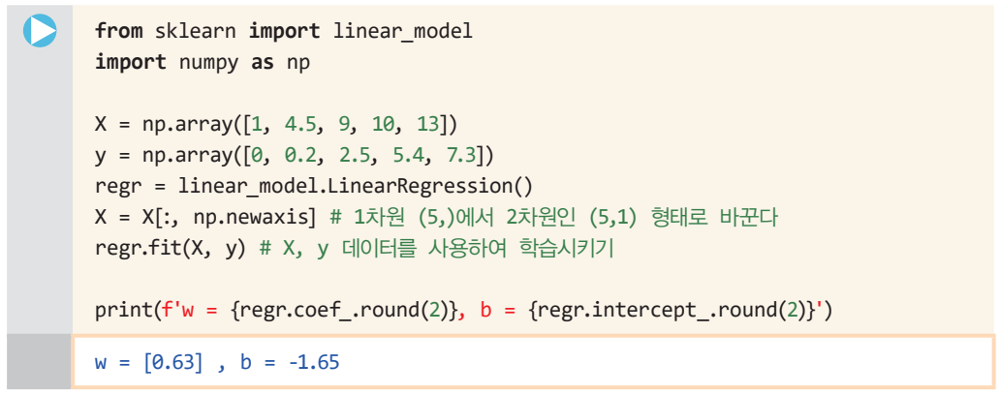 from sklearn import linear_model
import numpy as np
X = np.array([1, 4.5, 9, 10, 13])
y = np.array([0, 0.2, 2.5, 5.4, 7.3])
regr = linear_model.LinearRegression()
X = X[:, np.newaxis] # 1차원 (5,)에서 2차원인 (5,1) 형태로 바꾼다
regr.fit(X, y) # X, y 데이터를 사용하여 학습시키기
print(f'w = {regr.coef_.round(2)}, b = {regr.intercept_.round(2)}')
w = [0.63] , b = -1.65